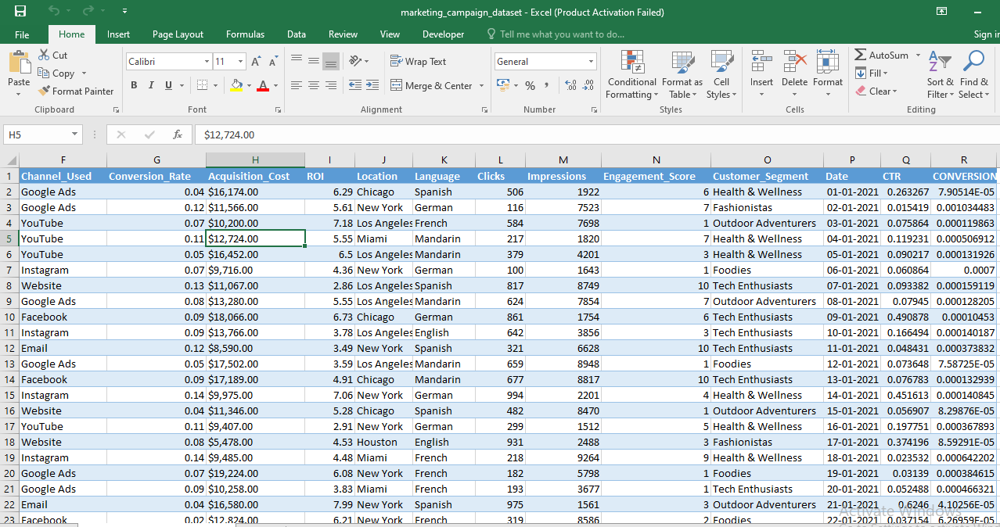 marketing_campaign_dataset - Excel (Product Activation Failed)
File Home Insert Page Layout Formulas Data Review View Developer Tell me what you want to do... Sign in
Paste Cut Copy Format Painter Clipboard
Calibri 11 B I U A A A Font
Wrap Text Merge & Center Alignment
General % , .0 .00 .00 .0 Number
Conditional Formatting Format as Table Cell Styles Styles
Insert Delete Format Cells
AutoSum Fill Clear Sort & Filter Find & Select Editing
H5 fx $12,724.00
F G H I J K L M N O P Q R
1 Channel_Used Conversion_Rate Acquisition_Cost ROI Location Language Clicks Impressions Engagement_Score Customer_Segment Date CTR CONVERSION
2 Google Ads 0.04 $16,174.00 6.29 Chicago Spanish 506 1922 6 Health & Wellness 01-01-2021 0.263267 7.90514E-05
3 Google Ads 0.12 $11,566.00 5.61 New York German 116 7523 7 Fashionistas 02-01-2021 0.015419 0.001034483
4 YouTube 0.07 $10,200.00 7.18 Los Angeles French 584 7698 1 Outdoor Adventurers 03-01-2021 0.075864 0.000119863
5 YouTube 0.11 $12,724.00 5.55 Miami Mandarin 217 1820 7 Health & Wellness 04-01-2021 0.119231 0.000506912
6 YouTube 0.05 $16,452.00 6.5 Los Angeles Mandarin 379 4201 3 Health & Wellness 05-01-2021 0.090217 0.000131926
7 Instagram 0.07 $9,716.00 4.36 New York German 100 1643 1 Foodies 06-01-2021 0.060864 0.0007
8 Website 0.13 $11,067.00 2.86 Los Angeles Spanish 817 8749 10 Tech Enthusiasts 07-01-2021 0.093382 0.000159119
9 Google Ads 0.08 $13,280.00 5.55 Los Angeles Mandarin 624 7854 7 Outdoor Adventurers 08-01-2021 0.07945 0.000128205
10 Facebook 0.09 $18,066.00 6.73 Chicago German 861 1754 6 Tech Enthusiasts 09-01-2021 0.490878 0.00010453
11 Instagram 0.09 $13,766.00 3.78 Los Angeles English 642 3856 3 Tech Enthusiasts 10-01-2021 0.166494 0.000140187
12 Email 0.12 $8,590.00 3.49 New York Spanish 321 6628 10 Tech Enthusiasts 11-01-2021 0.048431 0.000373832
13 Google Ads 0.05 $17,502.00 3.59 Los Angeles Mandarin 659 8948 1 Foodies 12-01-2021 0.073648 7.58725E-05
14 Facebook 0.09 $17,189.00 4.91 Chicago Mandarin 677 8817 10 Tech Enthusiasts 13-01-2021 0.076783 0.000132939
15 Instagram 0.14 $9,975.00 7.06 New York German 994 2201 4 Health & Wellness 14-01-2021 0.451613 0.000140845
16 Website 0.04 $11,346.00 5.28 Chicago Spanish 482 8470 1 Outdoor Adventurers 15-01-2021 0.056907 8.29876E-05
17 YouTube 0.11 $9,407.00 2.91 New York German 299 1512 5 Health & Wellness 16-01-2021 0.197751 0.000367893
18 Website 0.08 $5,478.00 4.53 Houston English 931 2488 3 Fashionistas 17-01-2021 0.374196 8.59291E-05
19 Instagram 0.14 $9,485.00 4.48 Miami French 218 9264 9 Health & Wellness 18-01-2021 0.023532 0.000642202
20 Google Ads 0.07 $19,224.00 6.08 New York French 182 5798 1 Foodies 19-01-2021 0.03139 0.000384615
21 Google Ads 0.09 $10,258.00 3.83 Miami French 193 3677 1 Tech Enthusiasts 20-01-2021 0.052488 0.000466321
22 Email 0.04 $16,580.00 7.99 New York Spanish 975 1561 3 Outdoor Adventurers 21-01-2021 0.6246 4.10256E-05
Activate Windows
23 Facebook 0.02 $12,824.00 6.21 New York French 319 8586 2 Foodies 22-01-2021 0.037154 6.26959E-05